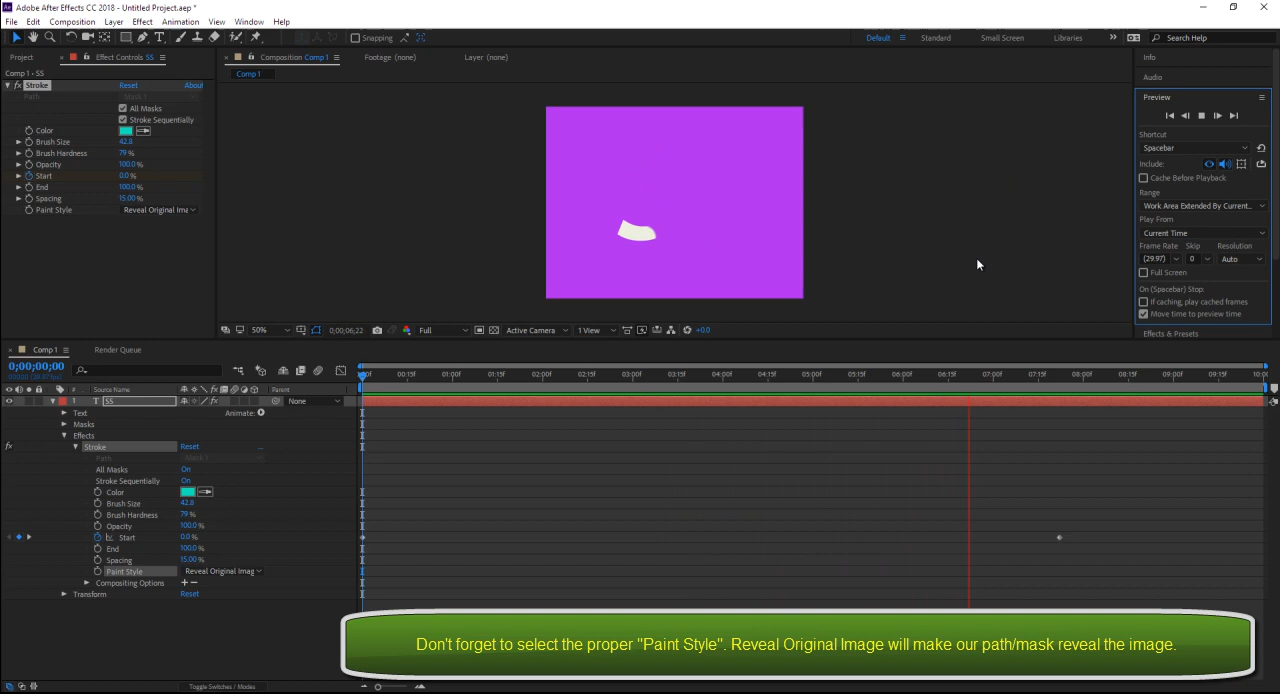 Adobe After Effects CC 2018 - Untitled Project.aep *
File Edit Composition Layer Effect Animation View Window Help
Snapping
Default Standard Small Screen Libraries Search Help
Project Effect Controls SS
Composition Comp 1 Footage (none) Layer (none)
Info
Comp 1 • SS
Comp 1
Audio
fx Stroke Reset About
Path Mask 1
All Masks
Stroke Sequentially
Color
Brush Size 42.8
Brush Hardness 79 %
Opacity 100.0 %
Start 0.0 %
End 100.0 %
Spacing 15.00 %
Paint Style Reveal Original Ima
Preview
Shortcut
Spacebar
Include:
Cache Before Playback
Range
Work Area Extended By Current...
Play From
Current Time
Frame Rate Skip Resolution
(29.97) 0 Auto
Full Screen
On (Spacebar) Stop:
If caching, play cached frames
Move time to preview time
Effects & Presets
50% 0;00;06;22 Full Active Camera 1 View +0.0
Comp 1 Render Queue
0;00;00;00
00:15f 01:00f 01:15f 02:00f 02:15f 03:00f 03:15f 04:00f 04:15f 05:00f 05:15f 06:00f 06:15f 07:00f 07:15f 08:00f 08:15f 09:00f 09:15f 10:00
# Source Name Parent
1 T SS None
Text Animate:
Masks
Effects
fx Stroke Reset ...
Path Mask 1
All Masks On
Stroke Sequentially On
Color
Brush Size 42.8
Brush Hardness 79 %
Opacity 100.0 %
Start 0.0 %
End 100.0 %
Spacing 15.00 %
Paint Style Reveal Original Imag
Compositing Options + −
Transform Reset
Don't forget to select the proper "Paint Style". Reveal Original Image will make our path/mask reveal the image.
Toggle Switches / Modes